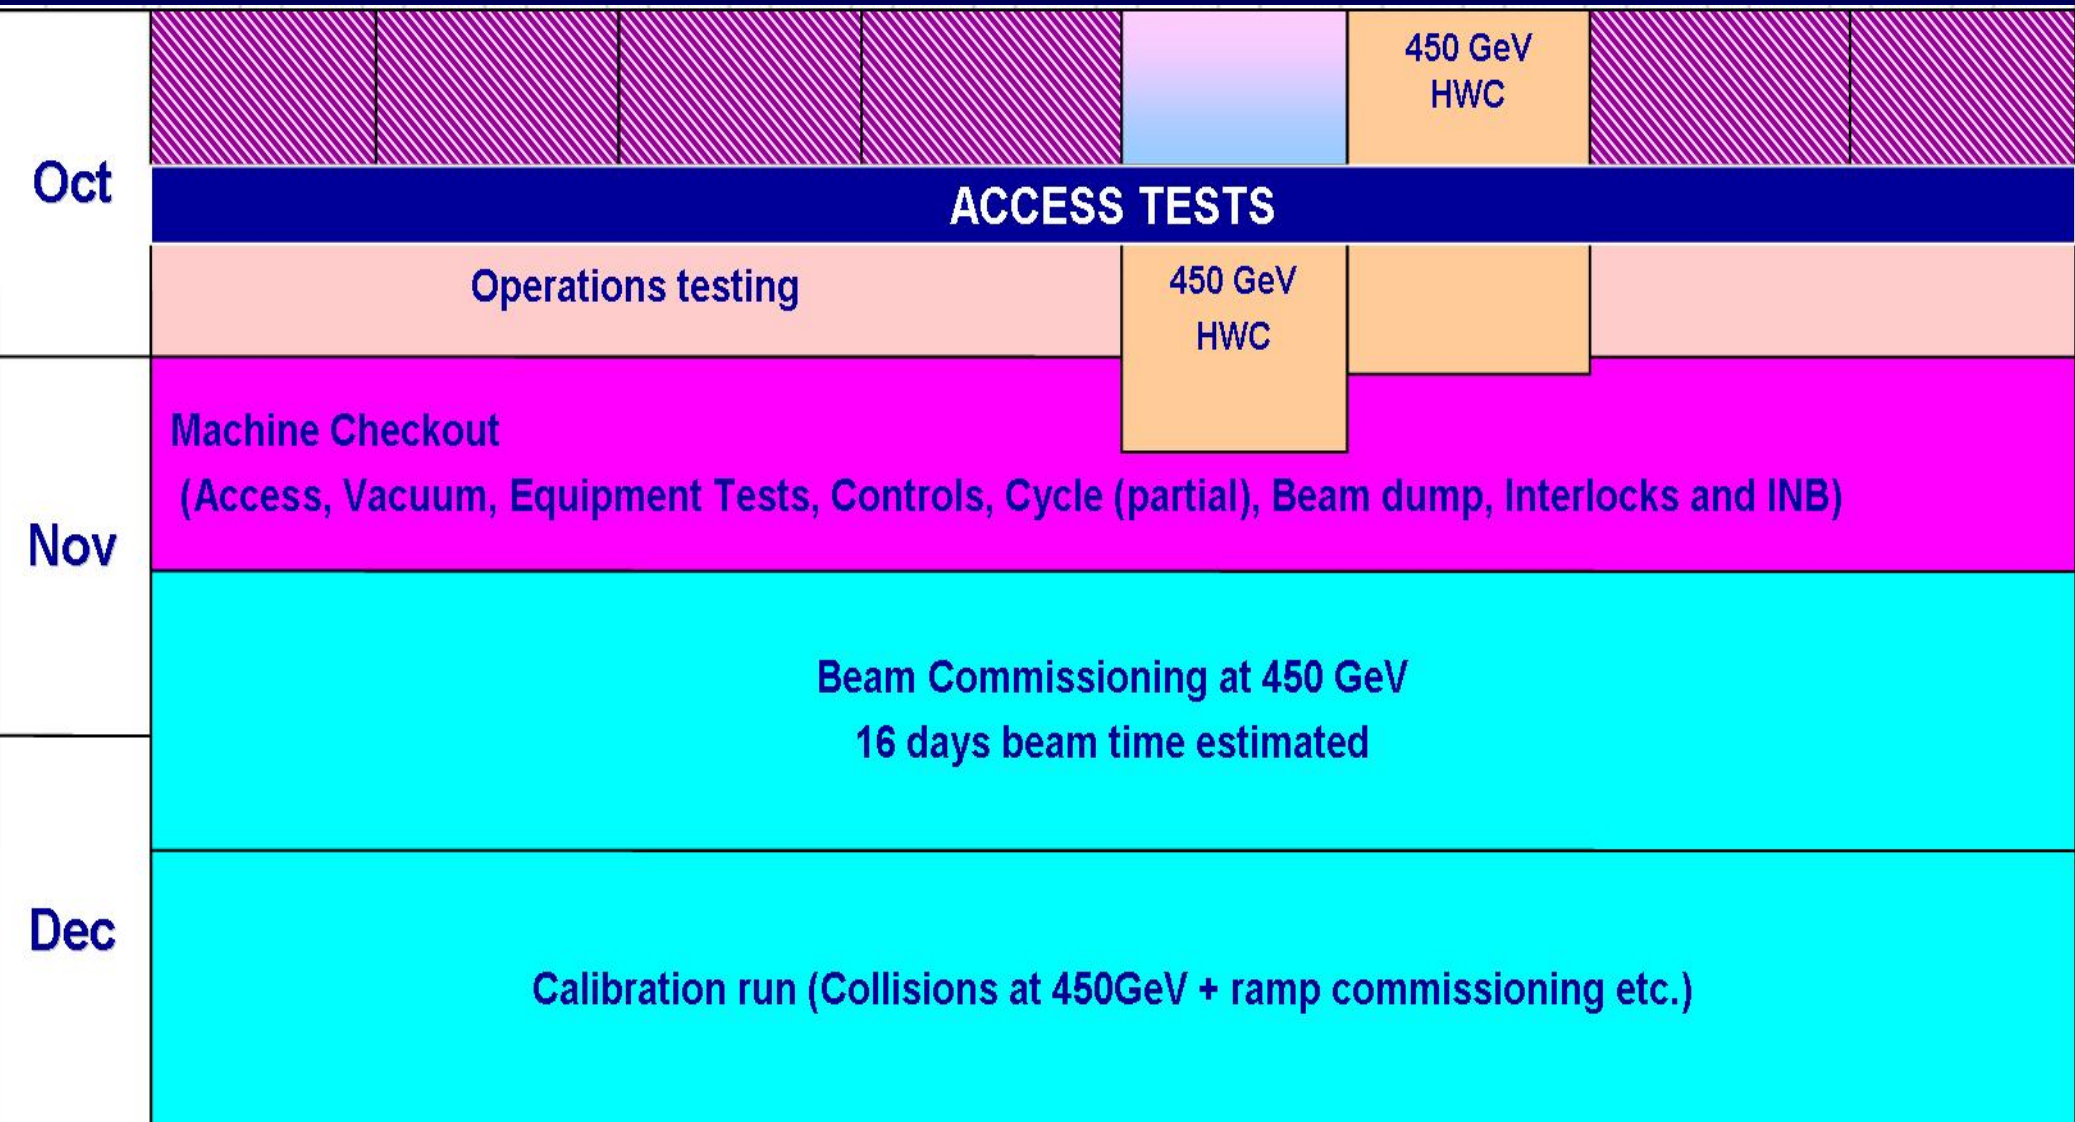 450 GeV
HWC
Oct
ACCESS TESTS
Operations testing
450 GeV
HWC
Machine Checkout
(Access, Vacuum, Equipment Tests, Controls, Cycle (partial), Beam dump, Interlocks and INB)
Nov
Beam Commissioning at 450 GeV
16 days beam time estimated
Dec
Calibration run (Collisions at 450GeV + ramp commissioning etc.)